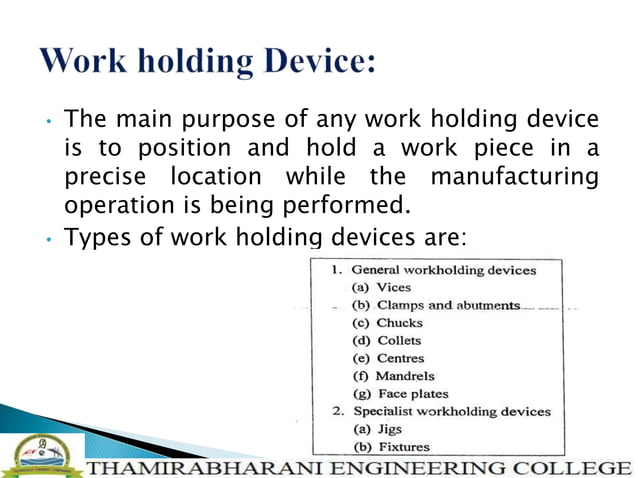 Work holding Device:
• The main purpose of any work holding device
is to position and hold a work piece in a
precise location while the manufacturing
operation is being performed.
• Types of work holding devices are:
1. General workholding devices
(a) Vices
(b) Clamps and abutments
(c) Chucks
(d) Collets
(e) Centres
(f) Mandrels
(g) Face plates
2. Specialist workholding devices
(a) Jigs
(b) Fixtures
THAMIRABHARANI ENGINEERING COLLEGE